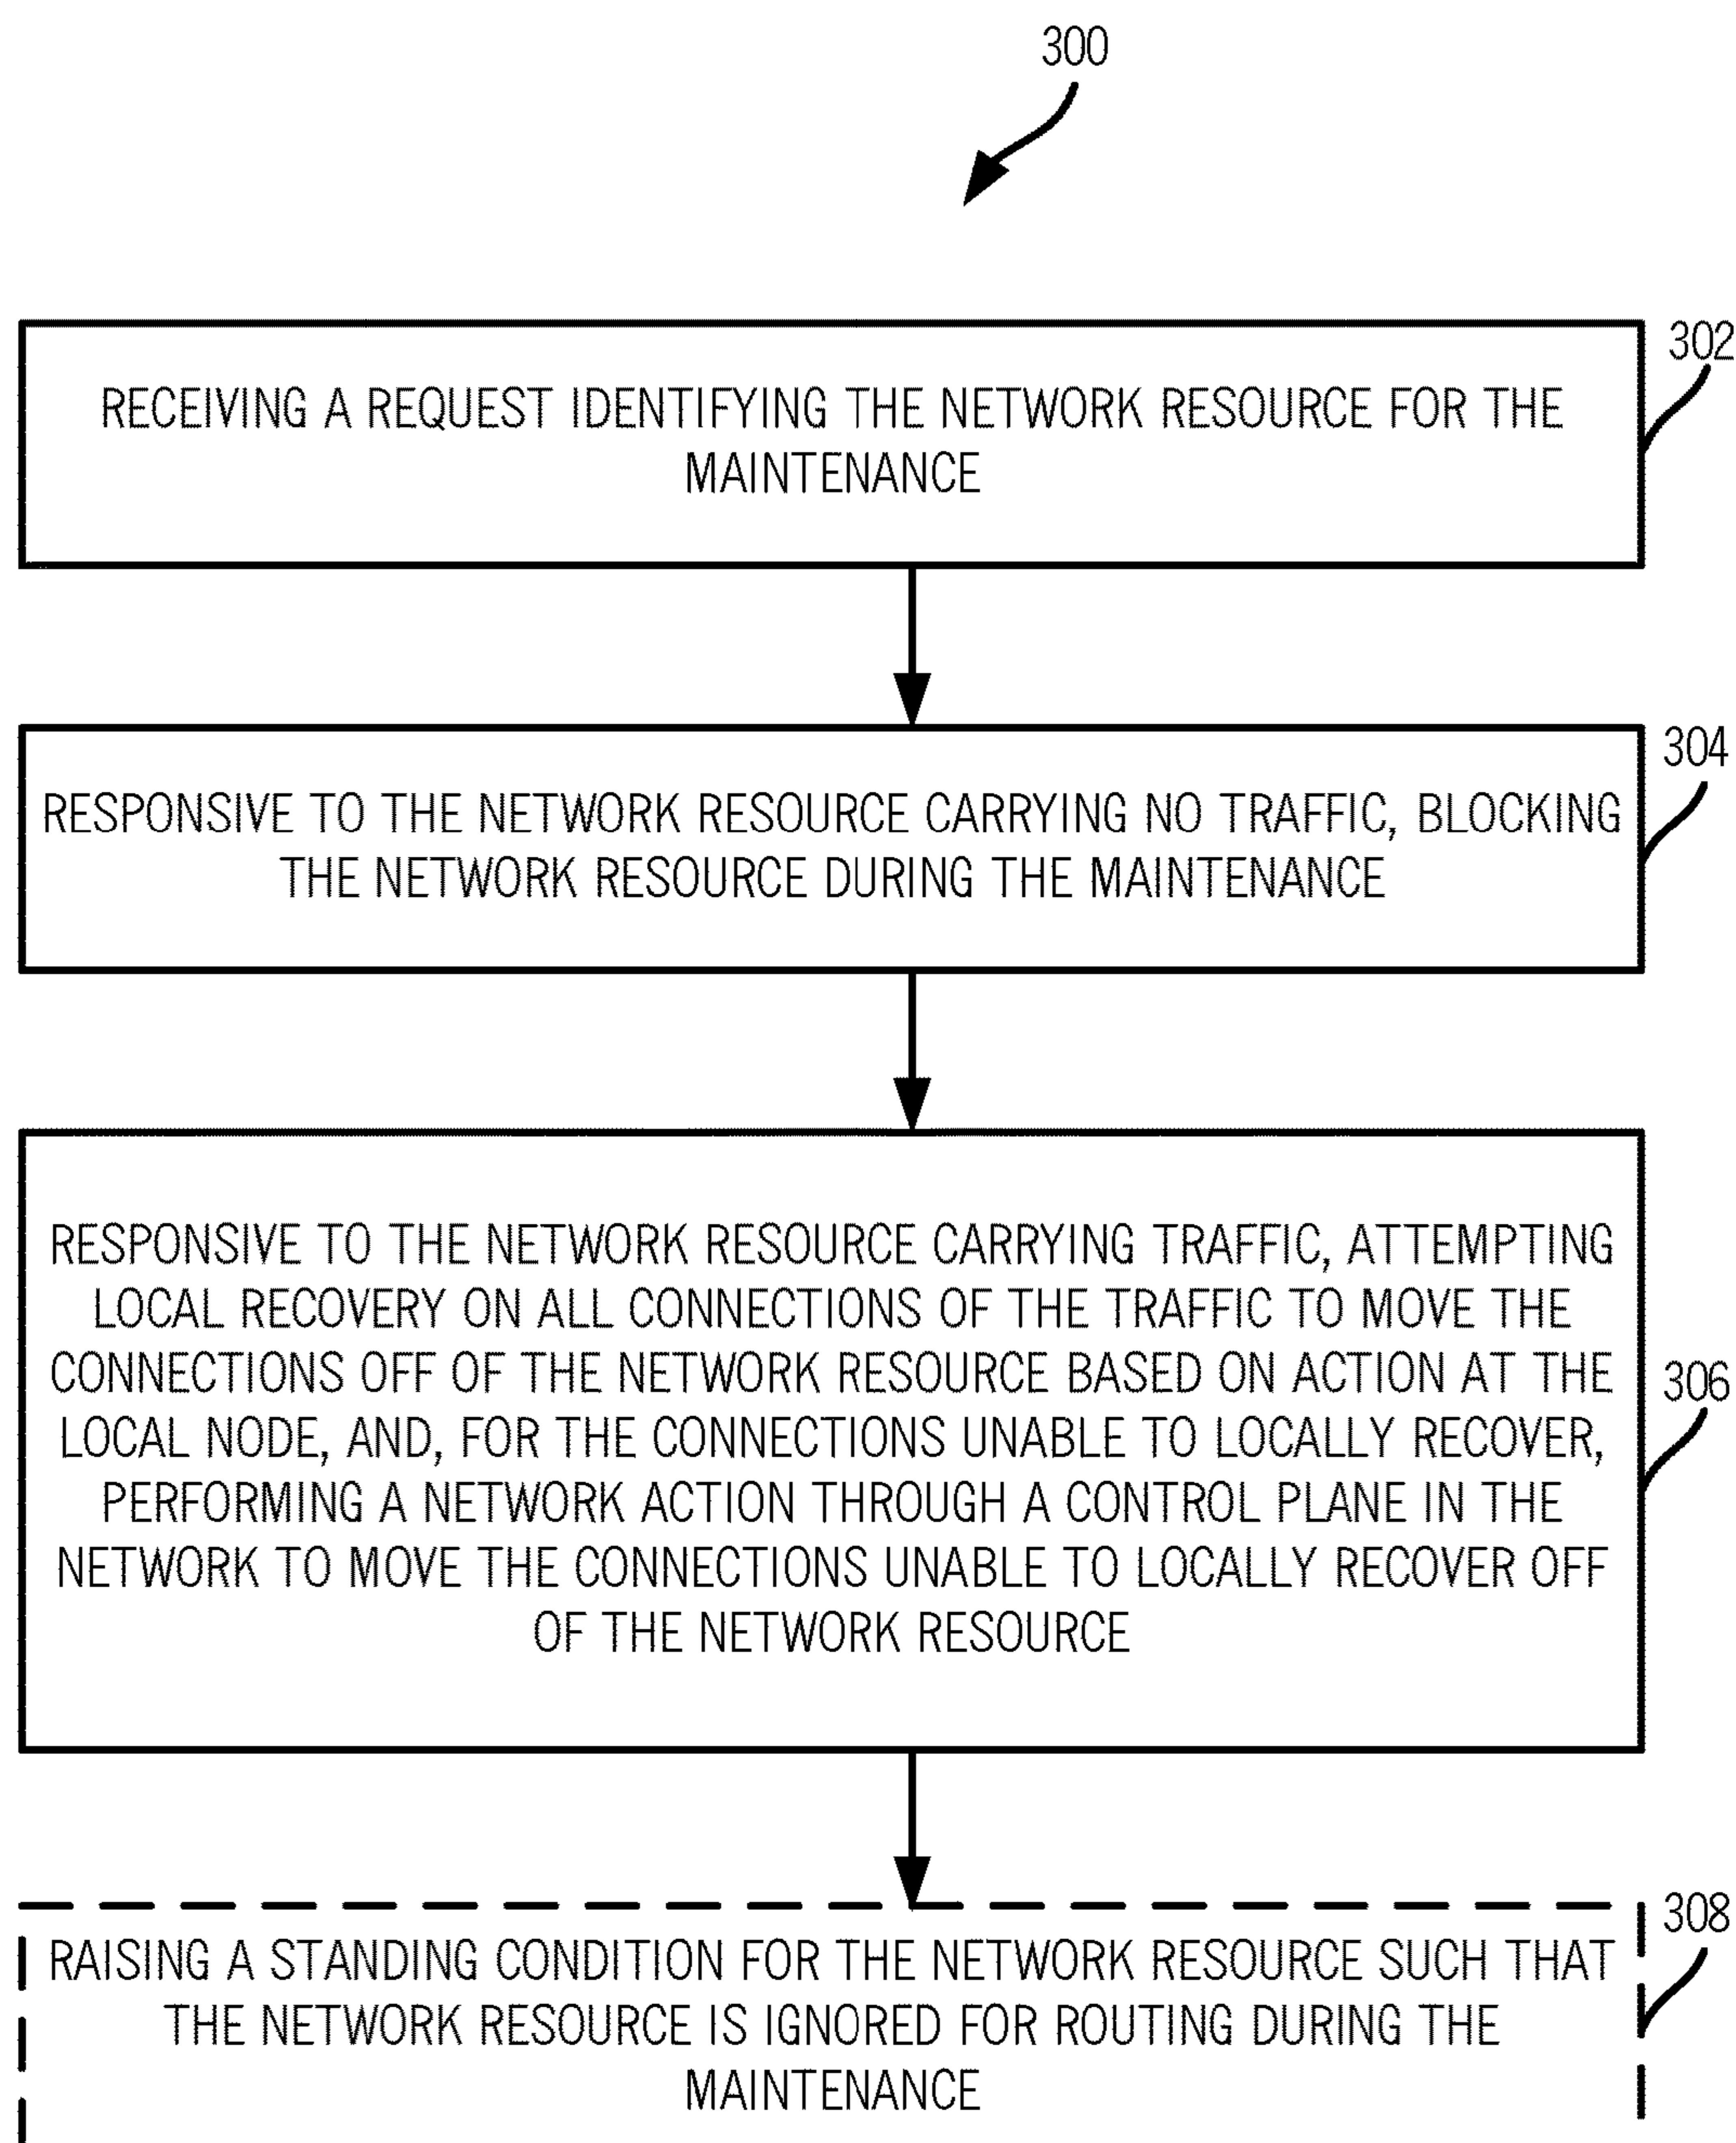 300
302
RECEIVING A REQUEST IDENTIFYING THE NETWORK RESOURCE FOR THE
MAINTENANCE
304
RESPONSIVE TO THE NETWORK RESOURCE CARRYING NO TRAFFIC, BLOCKING
THE NETWORK RESOURCE DURING THE MAINTENANCE
RESPONSIVE TO THE NETWORK RESOURCE CARRYING TRAFFIC, ATTEMPTING
LOCAL RECOVERY ON ALL CONNECTIONS OF THE TRAFFIC TO MOVE THE
CONNECTIONS OFF OF THE NETWORK RESOURCE BASED ON ACTION AT THE
LOCAL NODE, AND, FOR THE CONNECTIONS UNABLE TO LOCALLY RECOVER,
PERFORMING A NETWORK ACTION THROUGH A CONTROL PLANE IN THE
NETWORK TO MOVE THE CONNECTIONS UNABLE TO LOCALLY RECOVER OFF
OF THE NETWORK RESOURCE
306
308
RAISING A STANDING CONDITION FOR THE NETWORK RESOURCE SUCH THAT
THE NETWORK RESOURCE IS IGNORED FOR ROUTING DURING THE
MAINTENANCE